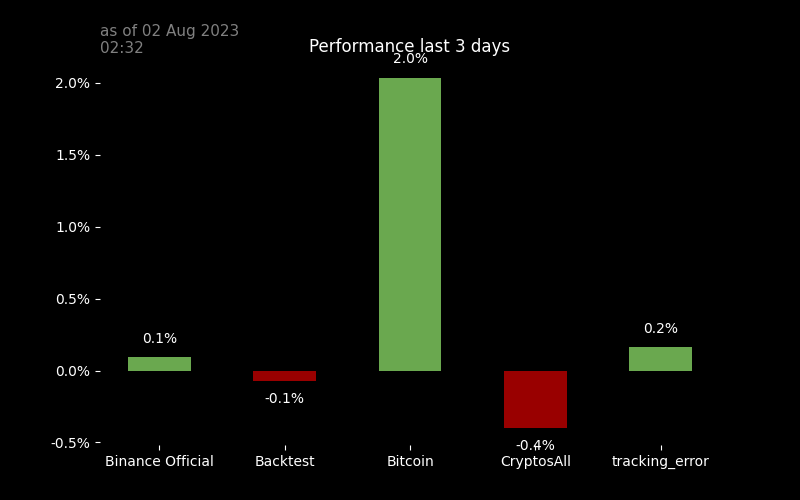 as of 02 Aug 2023
02:32
Performance last 3 days
2.0%
2.0%
1.5%
1.0%
0.5%
0.0%
-0.5%
0.1%
-0.1%
-0.4%
0.2%
Binance Official
Backtest
Bitcoin
CryptosAll
tracking_error